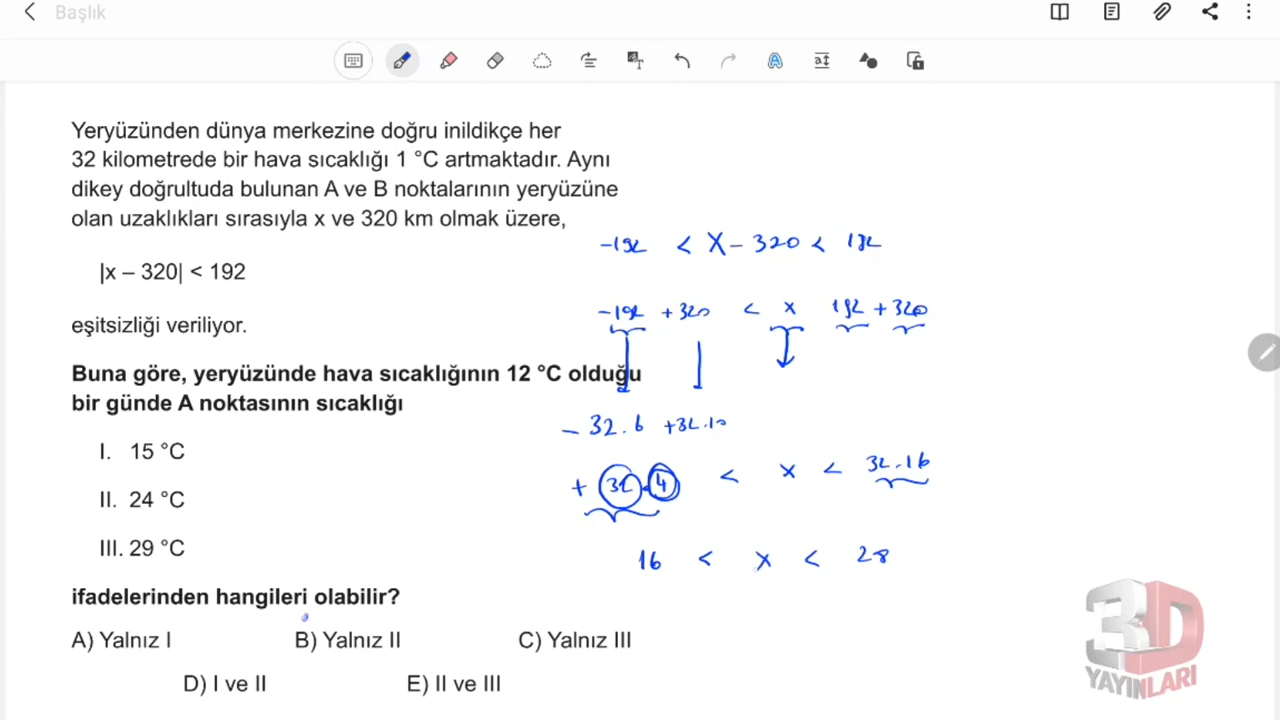 Başlık
Yeryüzünden dünya merkezine doğru inildikçe her
32 kilometrede bir hava sıcaklığı 1 °C artmaktadır. Aynı
dikey doğrultuda bulunan A ve B noktalarının yeryüzüne
olan uzaklıkları sırasıyla x ve 320 km olmak üzere,
|x – 320| < 192
eşitsizliği veriliyor.
Buna göre, yeryüzünde hava sıcaklığının 12 °C olduğu
bir günde A noktasının sıcaklığı
I. 15 °C
II. 24 °C
III. 29 °C
ifadelerinden hangileri olabilir?
A) Yalnız I B) Yalnız II C) Yalnız III
D) I ve II E) II ve III
-192 < x - 320 < 192
-192 + 320 < x 192 + 320
- 32.6 + 32.10
+ 32.4 < x < 32.16
16 < x < 28
3D
YAYINLARI